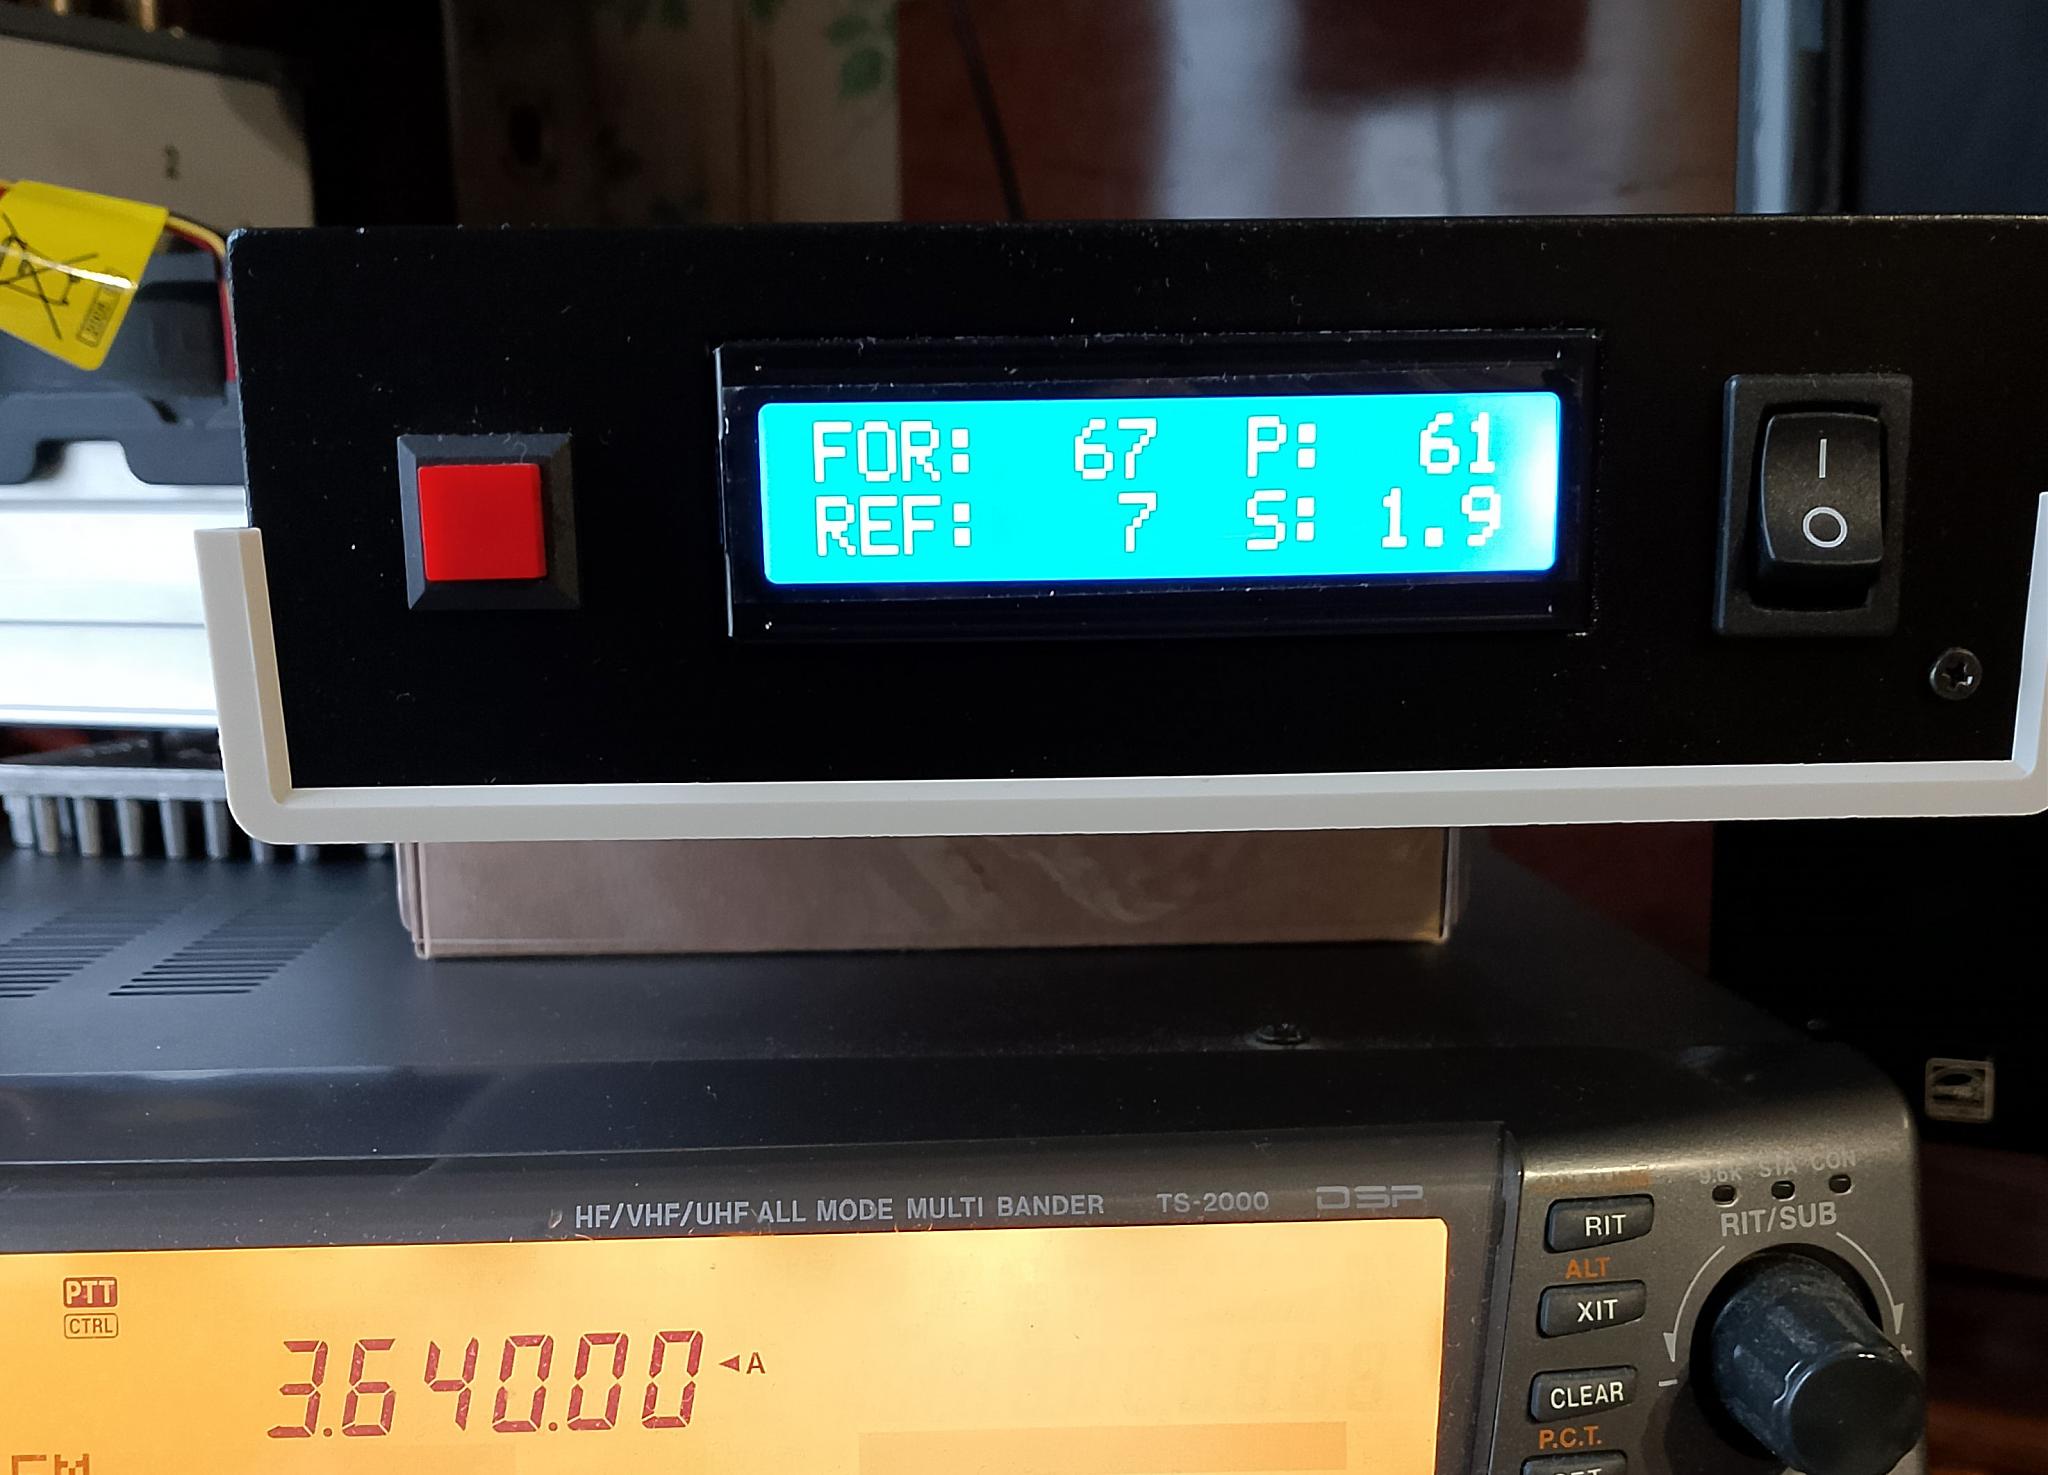 2
FOR: 67 P: 61
REF: 7 S: 1.9
I
O
HF/VHF/UHF ALL MODE MULTI BANDER TS-2000 DSP
9.6K STA CON
RIT/SUB
RIT
ALT
XIT
- +
CLEAR
P.C.T.
PTT
CTRL
3.640.00 ◄A